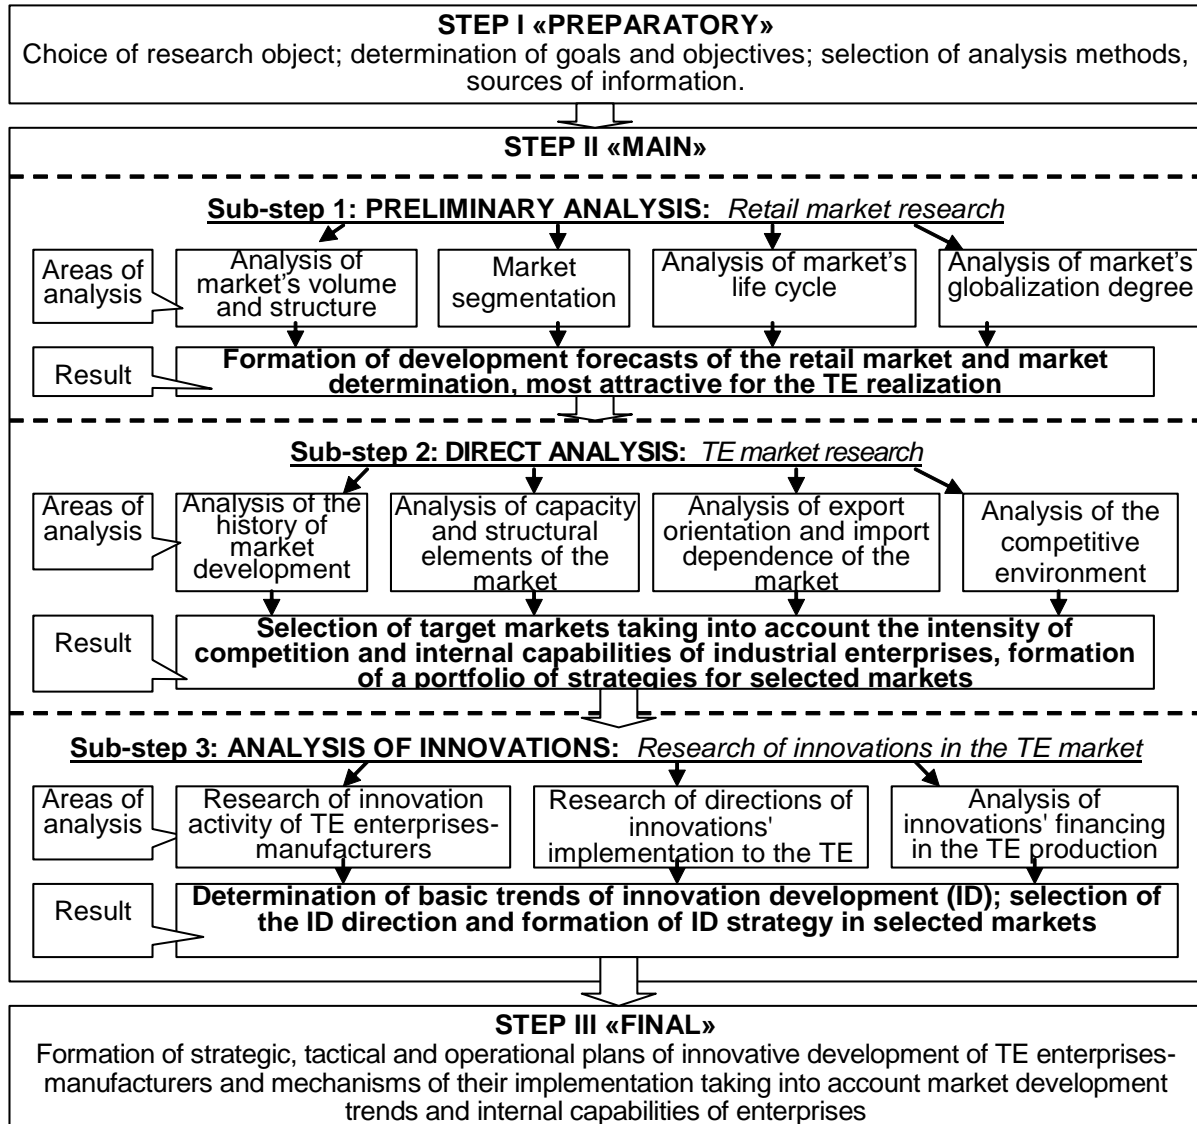 STEP I «PREPARATORY»
Choice of research object; determination of goals and objectives; selection of analysis methods,
sources of information.
STEP II «MAIN»
Sub-step 1: PRELIMINARY ANALYSIS: Retail market research
Areas of
analysis
Analysis of
market's volume
and structure
Market
segmentation
Analysis of market's
life cycle
Analysis of market's
globalization degree
Result
Formation of development forecasts of the retail market and market
determination, most attractive for the TE realization
Sub-step 2: DIRECT ANALYSIS: TE market research
Areas of
analysis
Analysis of the
history of
market
development
Analysis of capacity
and structural
elements of the
market
Analysis of export
orientation and import
dependence of the
market
Analysis of the
competitive
environment
Result
Selection of target markets taking into account the intensity of
competition and internal capabilities of industrial enterprises, formation
of a portfolio of strategies for selected markets
Sub-step 3: ANALYSIS OF INNOVATIONS: Research of innovations in the TE market
Areas of
analysis
Research of innovation
activity of TE enterprises-
manufacturers
Research of directions of
innovations'
implementation to the TE
Analysis of
innovations' financing
in the TE production
Result
Determination of basic trends of innovation development (ID); selection of
the ID direction and formation of ID strategy in selected markets
STEP III «FINAL»
Formation of strategic, tactical and operational plans of innovative development of TE enterprises-
manufacturers and mechanisms of their implementation taking into account market development
trends and internal capabilities of enterprises